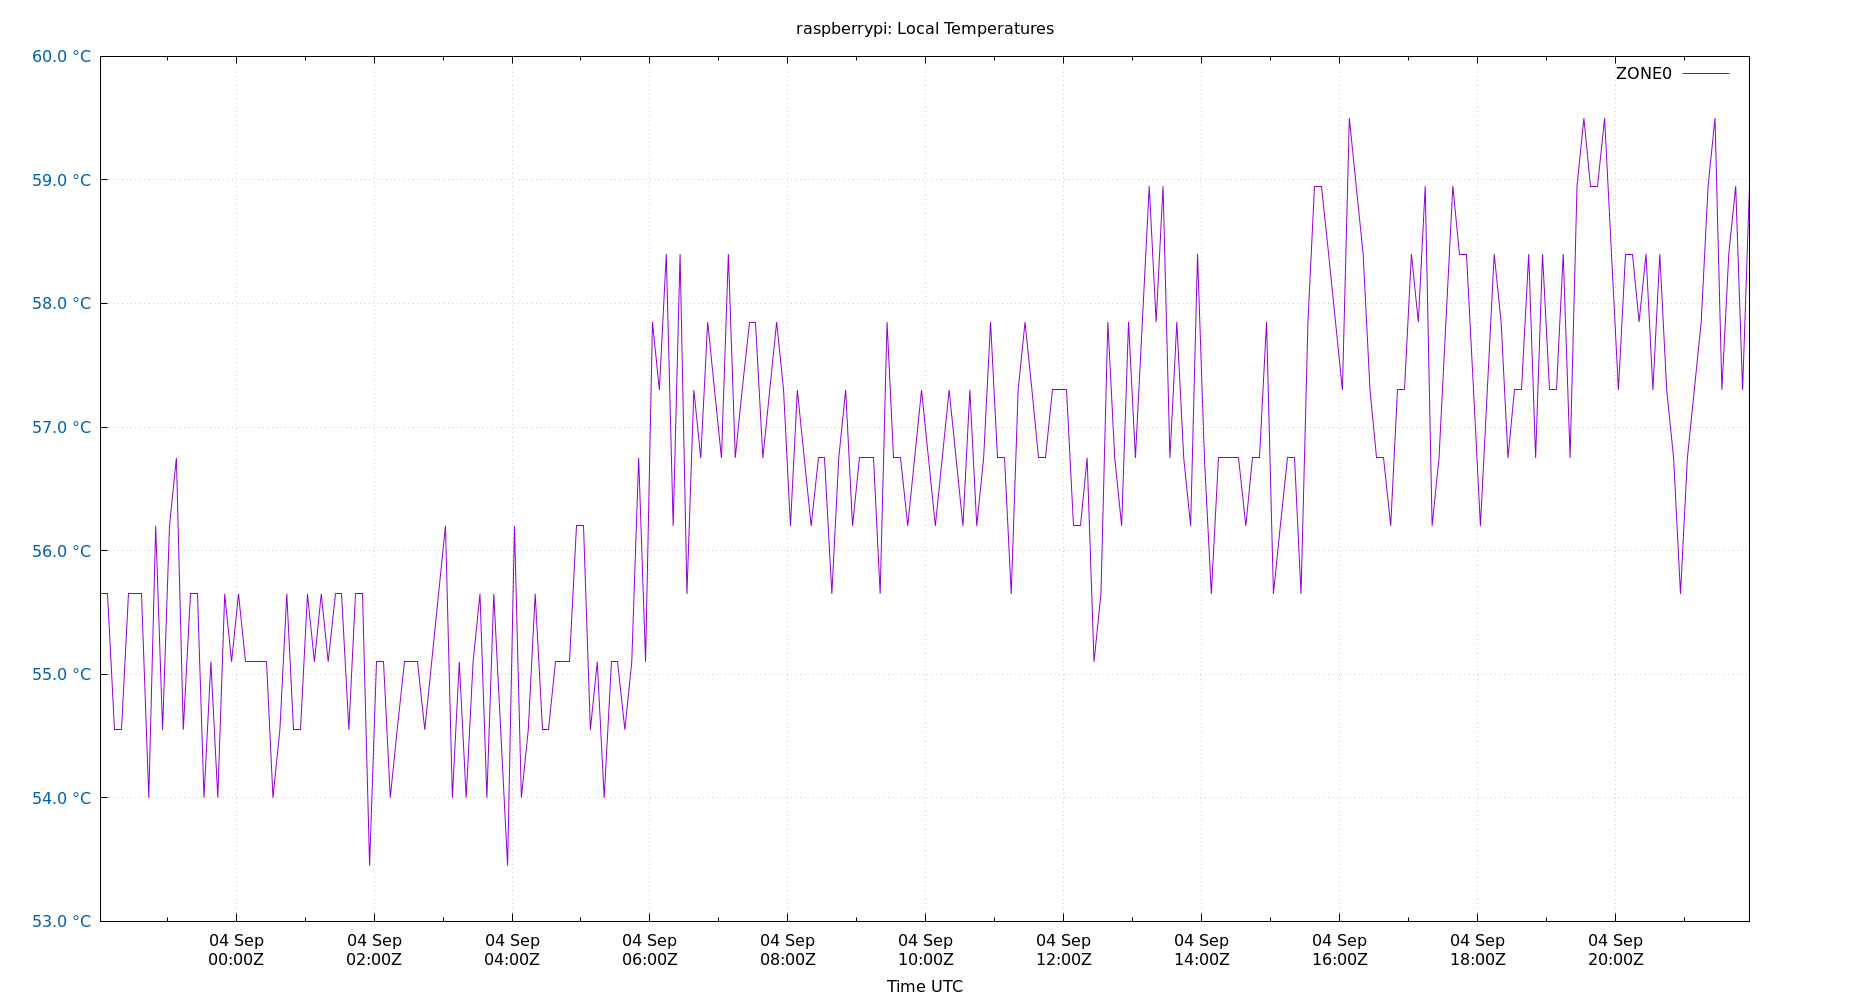 raspberrypi: Local Temperatures
60.0 °C
ZONE0
59.0 °C
58.0 °C
57.0 °C
56.0 °C
55.0 °C
54.0 °C
53.0 °C
04 Sep 04 Sep 04 Sep 04 Sep 04 Sep 04 Sep 04 Sep 04 Sep 04 Sep 04 Sep 04 Sep
00:00Z 02:00Z 04:00Z 06:00Z 08:00Z 10:00Z 12:00Z 14:00Z 16:00Z 18:00Z 20:00Z
Time UTC